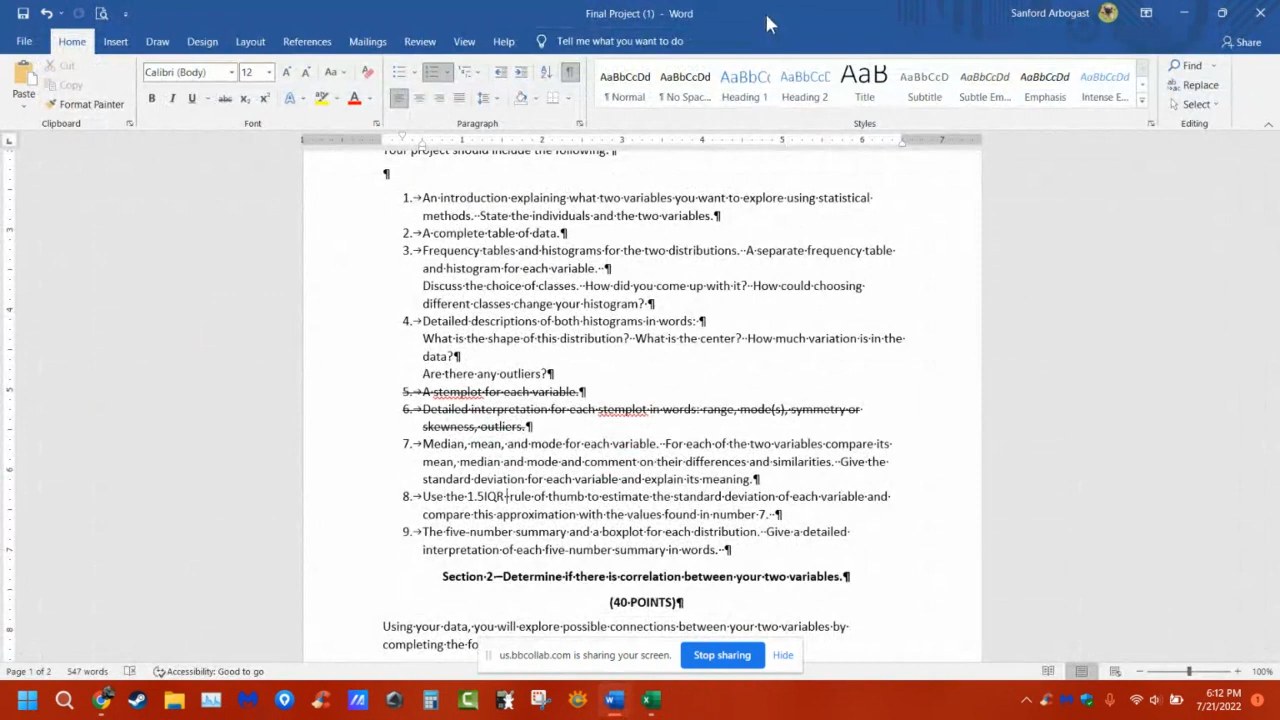 Final Project (1) - Word
Sanford Arbogast
File Home Insert Draw Design Layout References Mailings Review View Help Tell me what you want to do Share
Paste
Cut
Copy
Format Painter
Clipboard
Calibri (Body) 12
Font
Paragraph
AaBbCcDd AaBbCcDd AaBbCc AaBbCcD AaB AaBbCcD AaBbCcDd AaBbCcDd AaBbCcDd
¶ Normal ¶ No Spac... Heading 1 Heading 2 Title Subtitle Subtle Em... Emphasis Intense E...
Styles
Find
Replace
Select
Editing
Your project should include the following: ¶
¶
1. An introduction explaining what two variables you want to explore using statistical
methods. State the individuals and the two variables.¶
2. A complete table of data.¶
3. Frequency tables and histograms for the two distributions. A separate frequency table
and histogram for each variable. ¶
Discuss the choice of classes. How did you come up with it? How could choosing
different classes change your histogram? ¶
4. Detailed descriptions of both histograms in words: ¶
What is the shape of this distribution? What is the center? How much variation is in the
data?¶
Are there any outliers?¶
5. A stemplot for each variable.¶
6. Detailed interpretation for each stemplot in words: range, mode(s), symmetry or
skewness, outliers.¶
7. Median, mean, and mode for each variable. For each of the two variables compare its
mean, median and mode and comment on their differences and similarities. Give the
standard deviation for each variable and explain its meaning.¶
8. Use the 1.5IQR rule of thumb to estimate the standard deviation of each variable and
compare this approximation with the values found in number 7. ¶
9. The five-number summary and a boxplot for each distribution. Give a detailed
interpretation of each five-number summary in words. ¶
Section 2—Determine if there is correlation between your two variables.¶
(40 POINTS)¶
Using your data, you will explore possible connections between your two variables by
completing the fo
us.bbcollab.com is sharing your screen. Stop sharing Hide
Page 1 of 2 547 words Accessibility: Good to go 100%
6:12 PM
7/21/2022